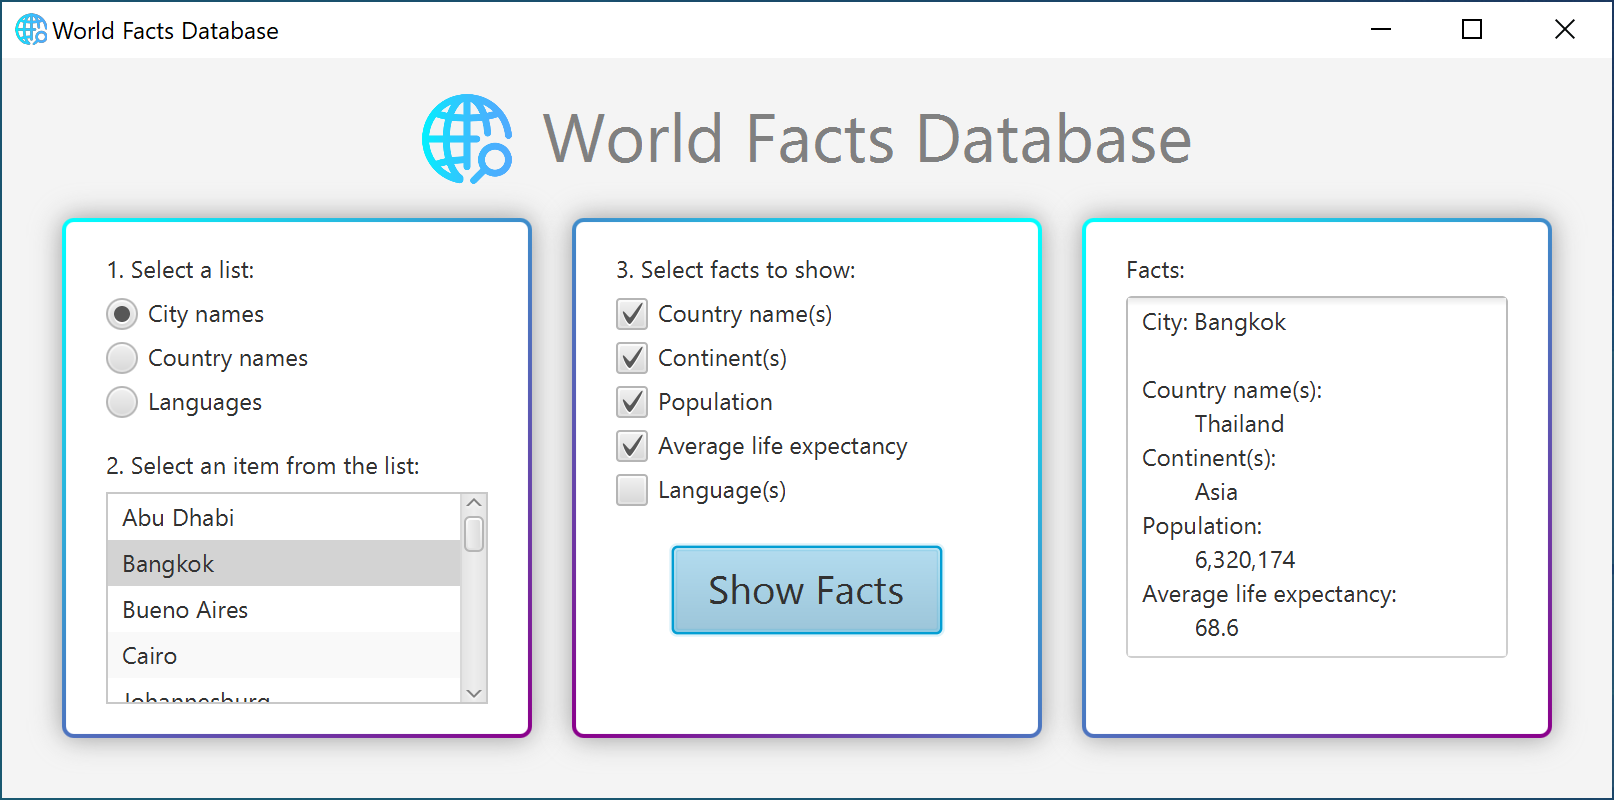 World Facts Database
World Facts Database
1. Select a list:
City names
Country names
Languages
2. Select an item from the list:
Abu Dhabi
Bangkok
Bueno Aires
Cairo
Johannesburg
3. Select facts to show:
Country name(s)
Continent(s)
Population
Average life expectancy
Language(s)
Show Facts
Facts:
City: Bangkok
Country name(s):
Thailand
Continent(s):
Asia
Population:
6,320,174
Average life expectancy:
68.6